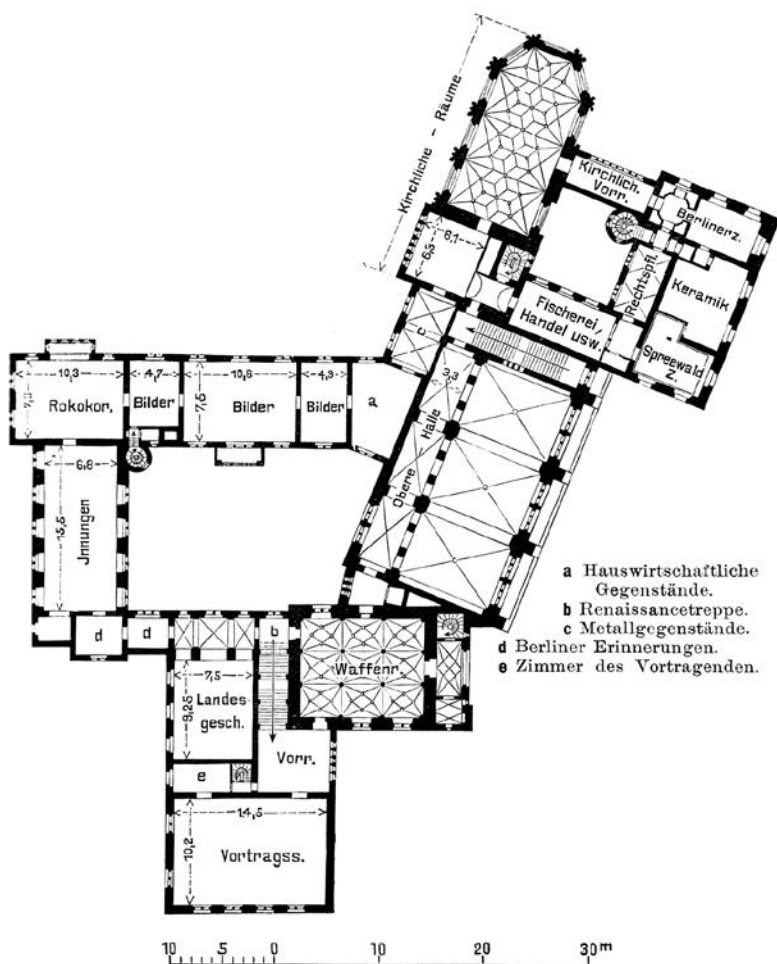 Kirchliche - Räume
Kirchlich.
Vorr.
Berlinerz.
6,1
6,3
Rechtspfl.
Keramik
Fischerei,
Handel usw.
Spreewald
Z.
c
3,3
Obere Halle
10,3
4,7
10,6
4,3
7,3
7,6
Rokokor.
Bilder
Bilder
Bilder
a
6,8
15,5
Jnnungen
d
d
b
Waffenr.
7,5
9,25
Landes
gesch.
Vorr.
e
14,5
10,2
Vortragss.
a Hauswirtschaftliche
Gegenstände.
b Renaissancetreppe.
c Metallgegenstände.
d Berliner Erinnerungen.
e Zimmer des Vortragenden.
10 5 0 10 20 30 m